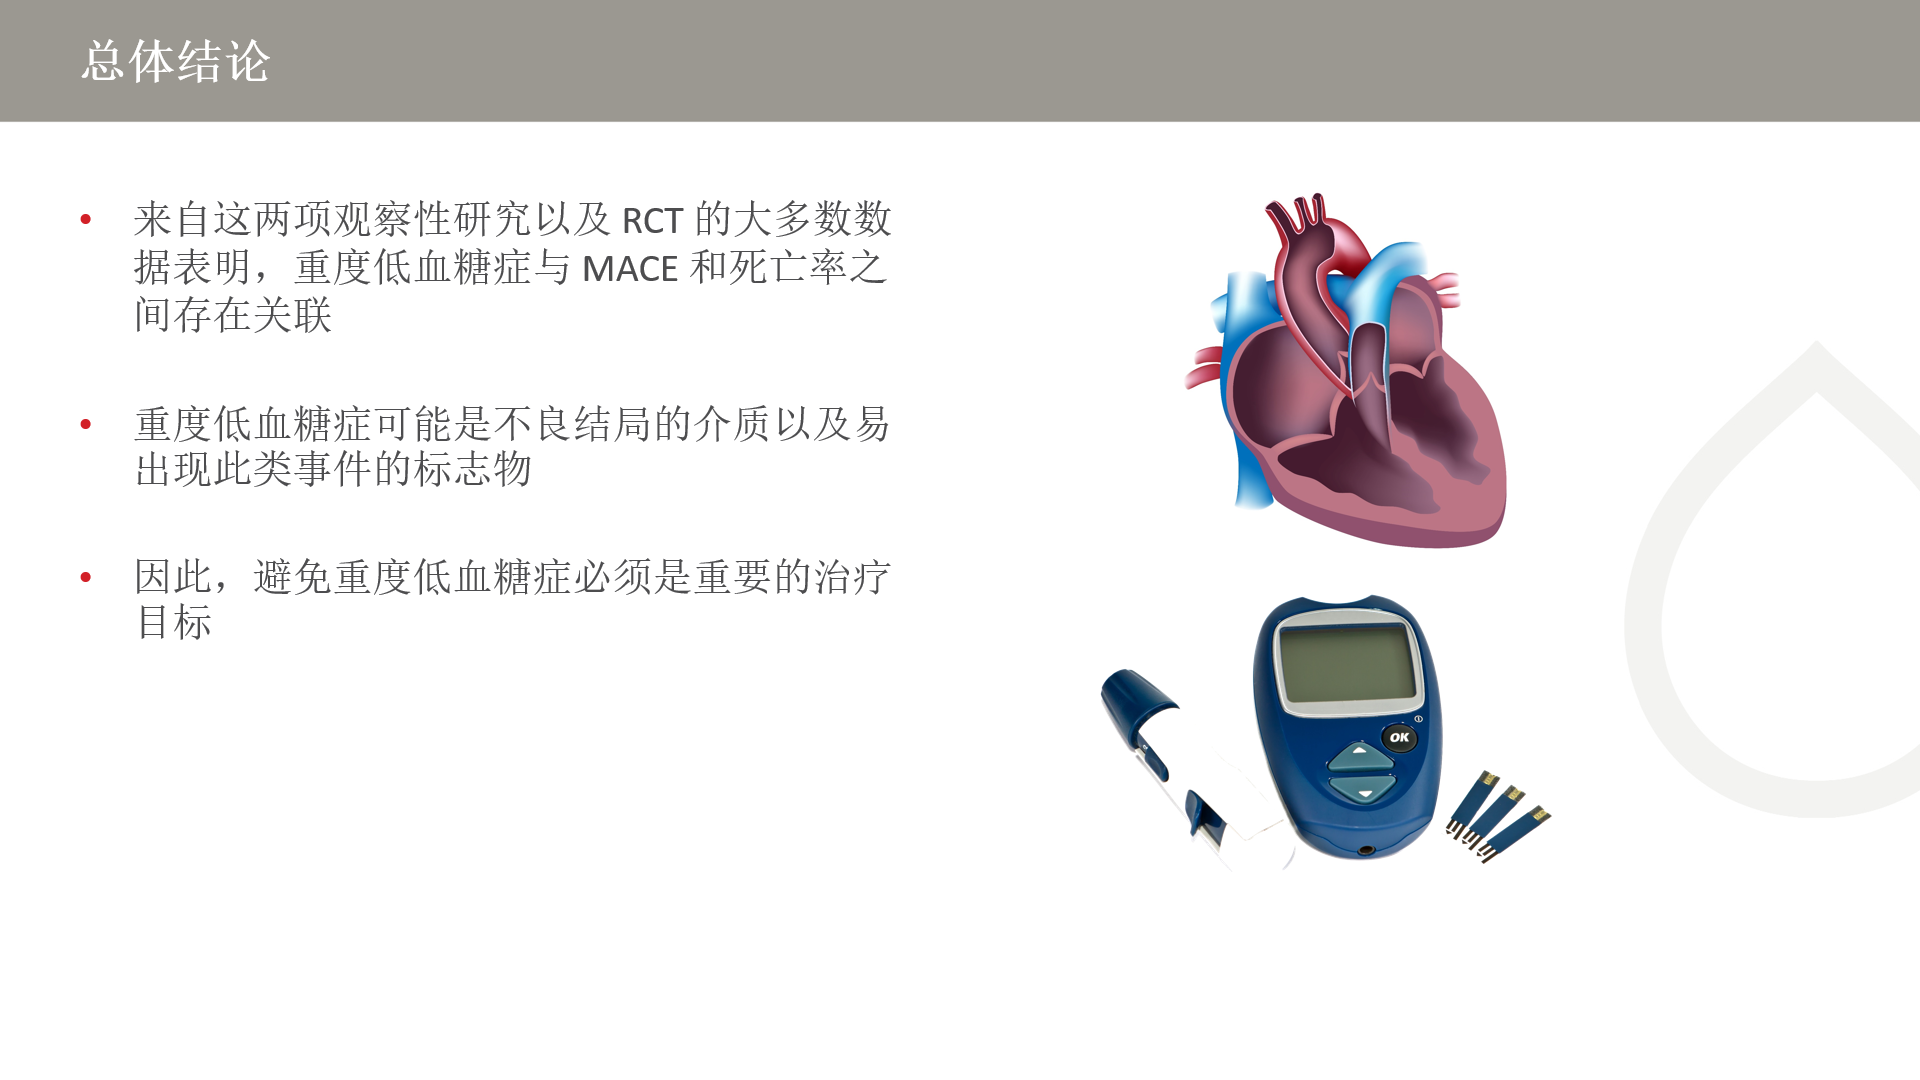 总体结论
• 来自这两项观察性研究以及 RCT 的大多数数
据表明，重度低血糖症与 MACE 和死亡率之
间存在关联
• 重度低血糖症可能是不良结局的介质以及易
出现此类事件的标志物
• 因此，避免重度低血糖症必须是重要的治疗
目标
OK